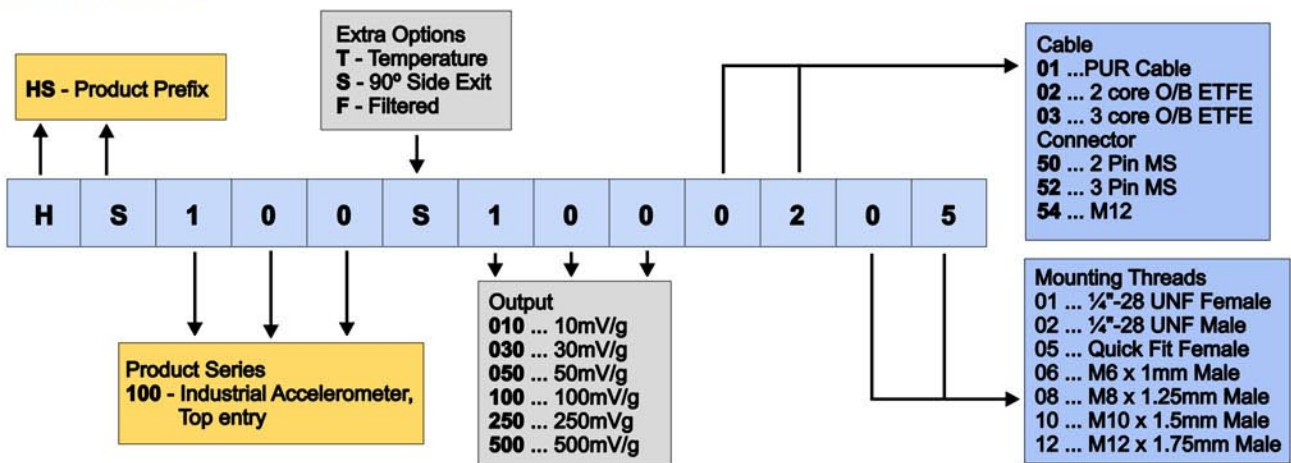 Extra Options
T - Temperature
S - 90º Side Exit
F - Filtered
HS - Product Prefix
Cable
01 ...PUR Cable
02 ... 2 core O/B ETFE
03 ... 3 core O/B ETFE
Connector
50 ... 2 Pin MS
52 ... 3 Pin MS
54 ... M12
H S 1 0 0 S 1 0 0 0 2 0 5
Product Series
100 - Industrial Accelerometer,
Top entry
Output
010 ... 10mV/g
030 ... 30mV/g
050 ... 50mV/g
100 ... 100mV/g
250 ... 250mVg
500 ... 500mV/g
Mounting Threads
01 ... ¼"-28 UNF Female
02 ... ¼"-28 UNF Male
05 ... Quick Fit Female
06 ... M6 x 1mm Male
08 ... M8 x 1.25mm Male
10 ... M10 x 1.5mm Male
12 ... M12 x 1.75mm Male